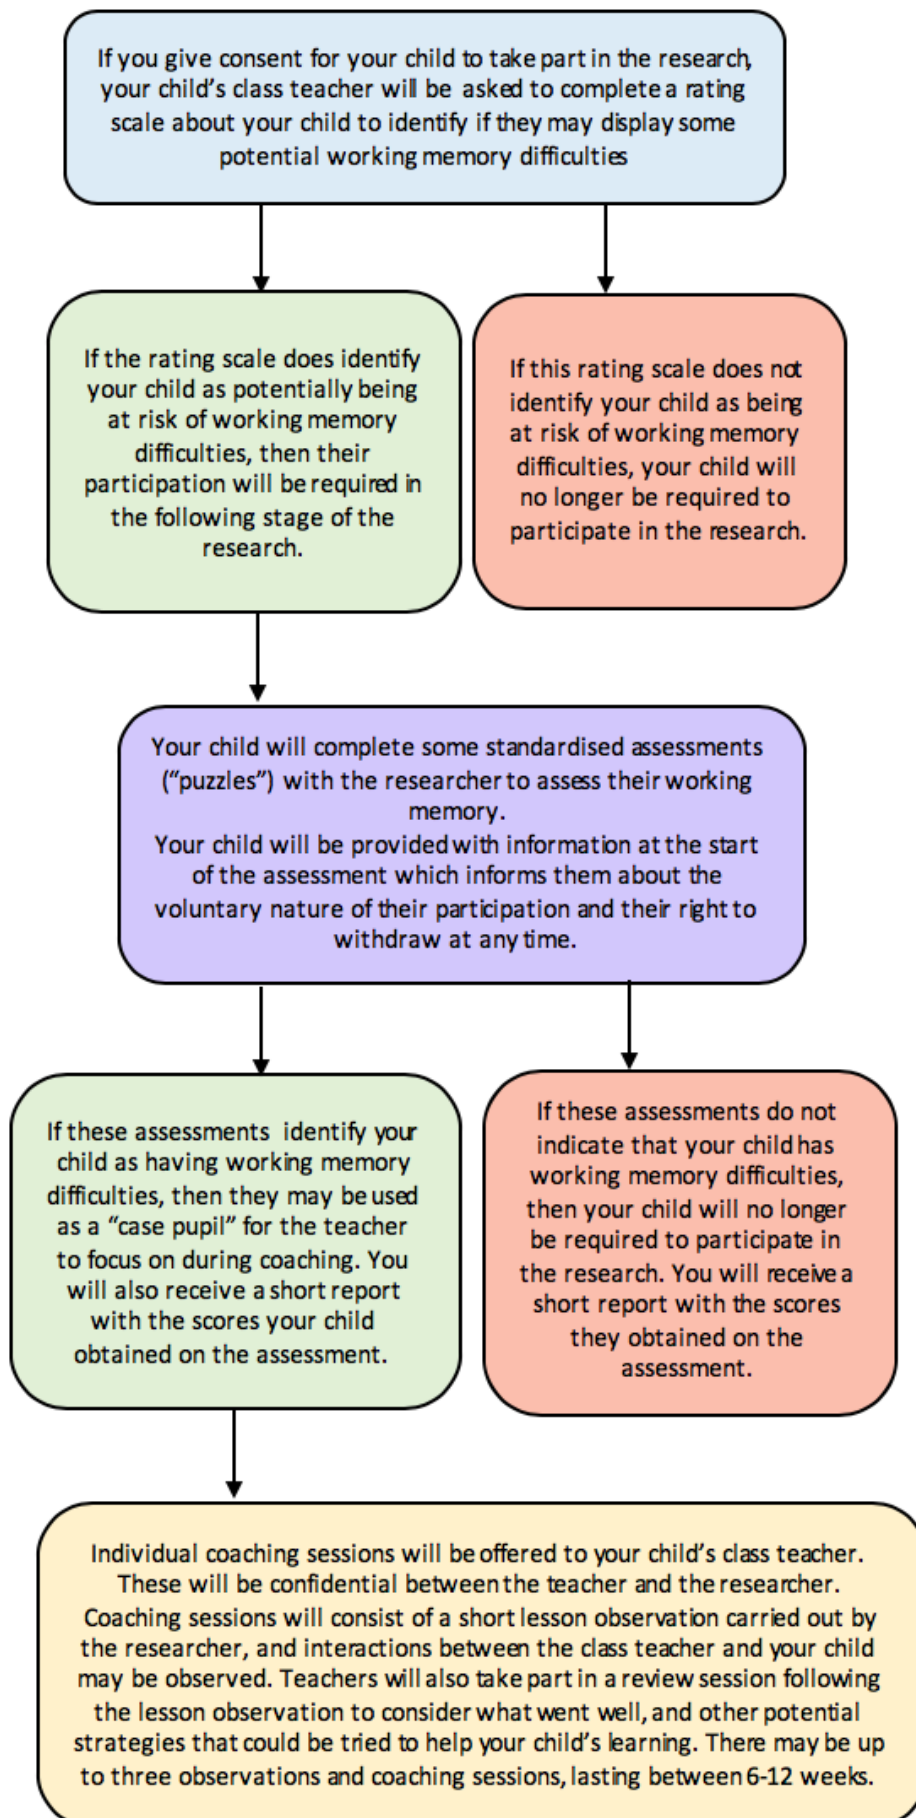 If you give consent for your child to take part in the research,
your child's class teacher will be asked to complete a rating
scale about your child to identify if they may display some
potential working memory difficulties
If the rating scale does identify
your child as potentially being
at risk of working memory
difficulties, then their
participation will be required in
the following stage of the
research.
If this rating scale does not
identify your child as being
at risk of working memory
difficulties, your child will
no longer be required to
participate in the research.
Your child will complete some standardised assessments
(“puzzles”) with the researcher to assess their working
memory.
Your child will be provided with information at the start
of the assessment which informs them about the
voluntary nature of their participation and their right to
withdraw at any time.
If these assessments identify your
child as having working memory
difficulties, then they may be used
as a “case pupil” for the teacher
to focus on during coaching. You
will also receive a short report
with the scores your child
obtained on the assessment.
If these assessments do not
indicate that your child has
working memory difficulties,
then your child will no longer
be required to participate in
the research. You will receive a
short report with the scores
they obtained on the
assessment.
Individual coaching sessions will be offered to your child's class teacher.
These will be confidential between the teacher and the researcher.
Coaching sessions will consist of a short lesson observation carried out by
the researcher, and interactions between the class teacher and your child
may be observed. Teachers will also take part in a review session following
the lesson observation to consider what went well, and other potential
strategies that could be tried to help your child's learning. There may be up
to three observations and coaching sessions, lasting between 6-12 weeks.